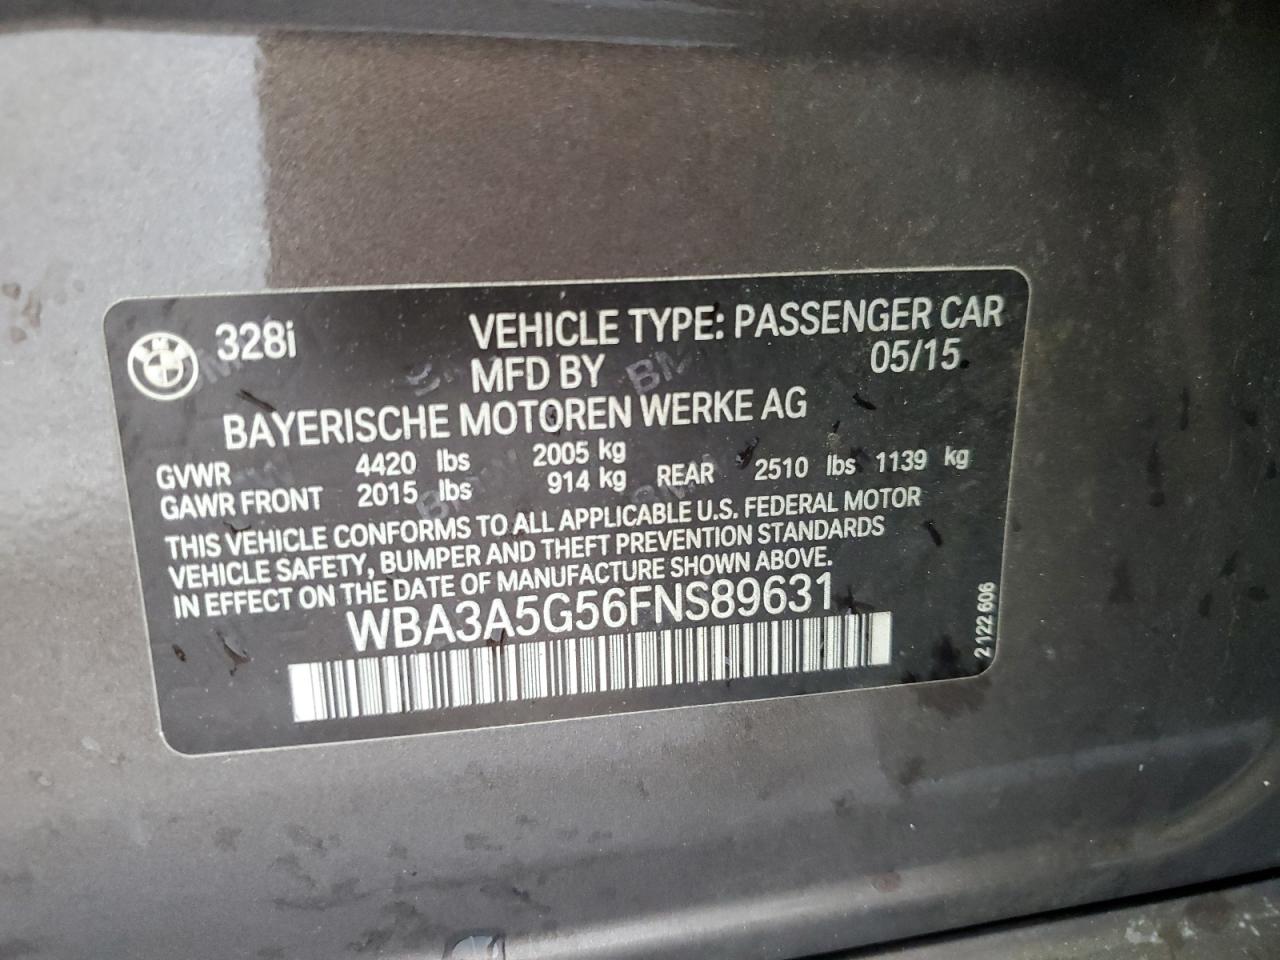 328i VEHICLE TYPE: PASSENGER CAR
MFD BY 05/15
BAYERISCHE MOTOREN WERKE AG
GVWR 4420 lbs 2005 kg
GAWR FRONT 2015 lbs 914 kg REAR 2510 lbs 1139 kg
THIS VEHICLE CONFORMS TO ALL APPLICABLE U.S. FEDERAL MOTOR
VEHICLE SAFETY, BUMPER AND THEFT PREVENTION STANDARDS
IN EFFECT ON THE DATE OF MANUFACTURE SHOWN ABOVE.
WBA3A5G56FNS89631
2 122 606